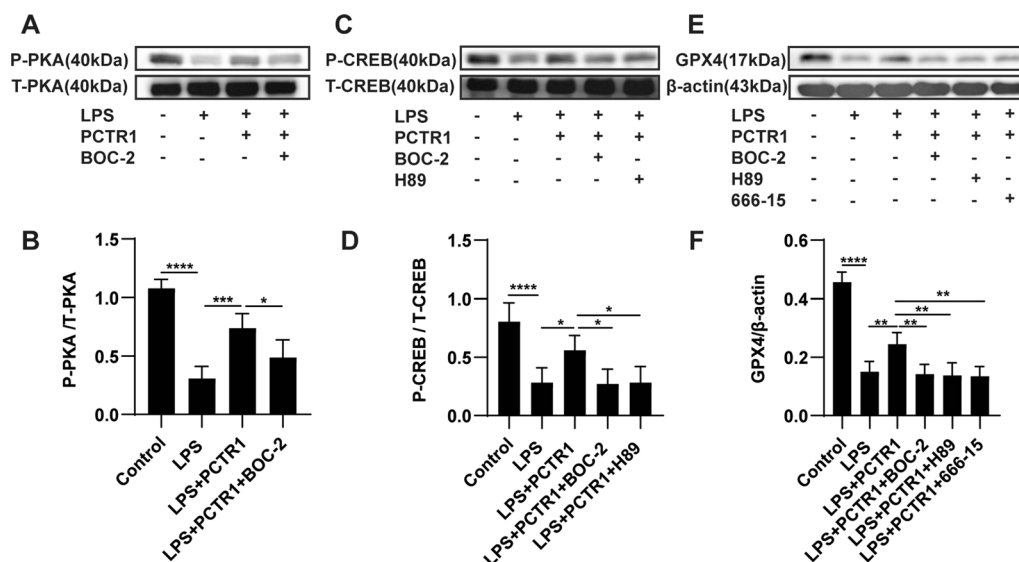 A
P-PKA(40kDa)
T-PKA(40kDa)
LPS - + + +
PCTR1 - - + +
BOC-2 - - - +
C
P-CREB(40kDa)
T-CREB(40kDa)
LPS - + + + +
PCTR1 - - + + +
BOC-2 - - - + -
H89 - - - - +
E
GPX4(17kDa)
β-actin(43kDa)
LPS - + + + + +
PCTR1 - - + + + +
BOC-2 - - - + - -
H89 - - - - + -
666-15 - - - - - +
B
P-PKA /T-PKA
1.5
1.0
0.5
0.0
****
***
*
Control
LPS
LPS+PCTR1
LPS+PCTR1+BOC-2
D
P-CREB / T-CREB
1.5
1.0
0.5
0.0
****
*
*
*
Control
LPS
LPS+PCTR1
LPS+PCTR1+BOC-2
LPS+PCTR1+H89
F
GPX4/β-actin
0.6
0.4
0.2
0.0
****
**
**
**
**
Control
LPS
LPS+PCTR1
LPS+PCTR1+BOC-2
LPS+PCTR1+H89
LPS+PCTR1+666-15